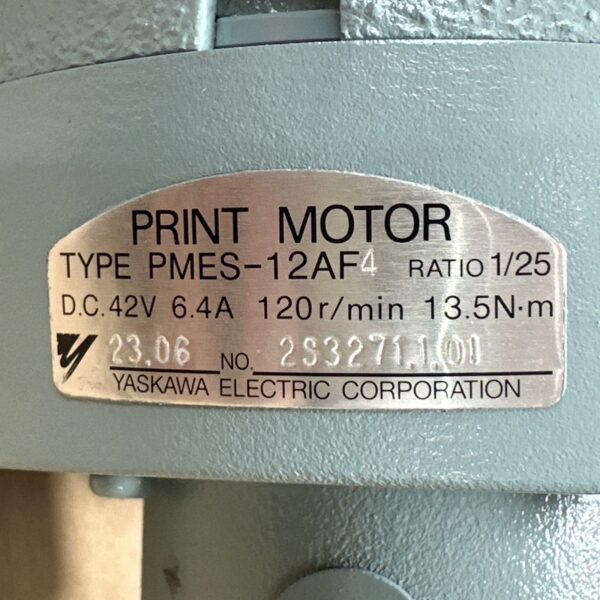 PRINT MOTOR
TYPE PMES-12AF4 RATIO 1/25
D.C. 42V 6.4A 120r/min 13.5N·m
23.06 NO. 2S3271.1.01
YASKAWA ELECTRIC CORPORATION